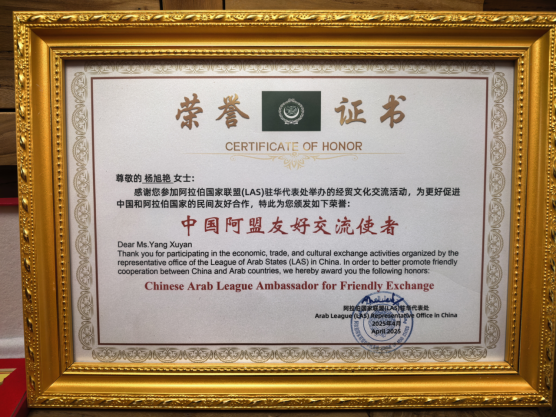 荣誉 证书
CERTIFICATE OF HONOR
尊敬的 杨旭艳 女士：
感谢您参加阿拉伯国家联盟(LAS)驻华代表处举办的经贸文化交流活动，为更好促进
中国和阿拉伯国家的民间友好合作，特此为您颁发如下荣誉：
中国阿盟友好交流使者
Dear Ms.Yang Xuyan
Thank you for participating in the economic, trade, and cultural exchange activities organized by the
representative office of the League of Arab States (LAS) in China. In order to better promote friendly
cooperation between China and Arab countries, we hereby award you the following honors:
Chinese Arab League Ambassador for Friendly Exchange
阿拉伯国家联盟(LAS)驻华代表处
Arab League (LAS) Representative Office in China
2025年4月
April 2025